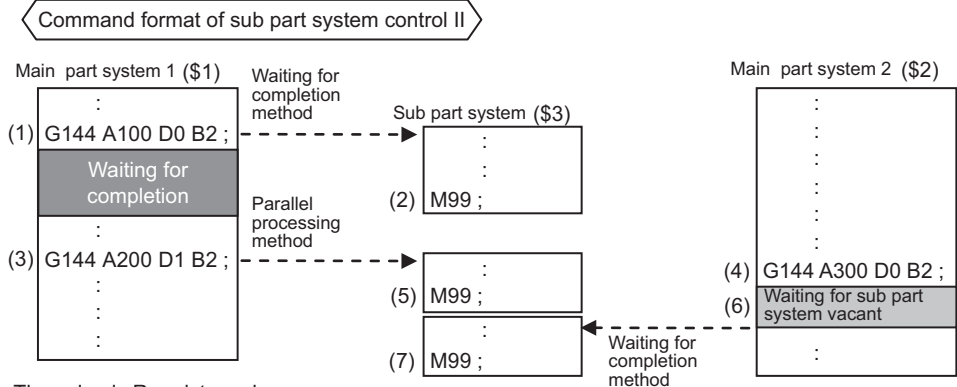 Command format of sub part system control II
Main part system 1 ($1)
:
(1) G144 A100 D0 B2 ;
Waiting for
completion
:
(3) G144 A200 D1 B2 ;
:
:
:
Waiting for
completion
method
Parallel
processing
method
Sub part system ($3)
:
:
(2) M99 ;
:
(5) M99 ;
:
(7) M99 ;
Main part system 2 ($2)
:
:
:
:
:
:
(4) G144 A300 D0 B2 ;
(6) Waiting for sub part
system vacant
:
Waiting for
completion
method